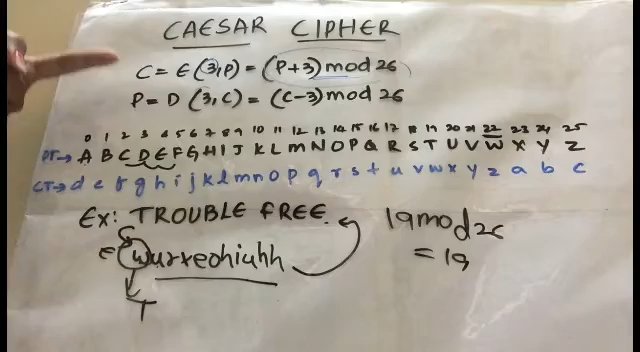 CAESAR CIPHER
C = E (3,P) = (P+3) mod 26
P = D (3,C) = (C-3) mod 26
0 1 2 3 4 5 6 7 8 9 10 11 12 13 14 15 16 17 18 19 20 21 22 23 24 25
PT→ A B C D E F G H I J K L M N O P Q R S T U V W X Y Z
CT→ d e f g h i j k l m n o p q r s t u v w x y z a b c
Ex: TROUBLE FREE.
19 mod 26
= 19
C
E wurxeohiuhh
T